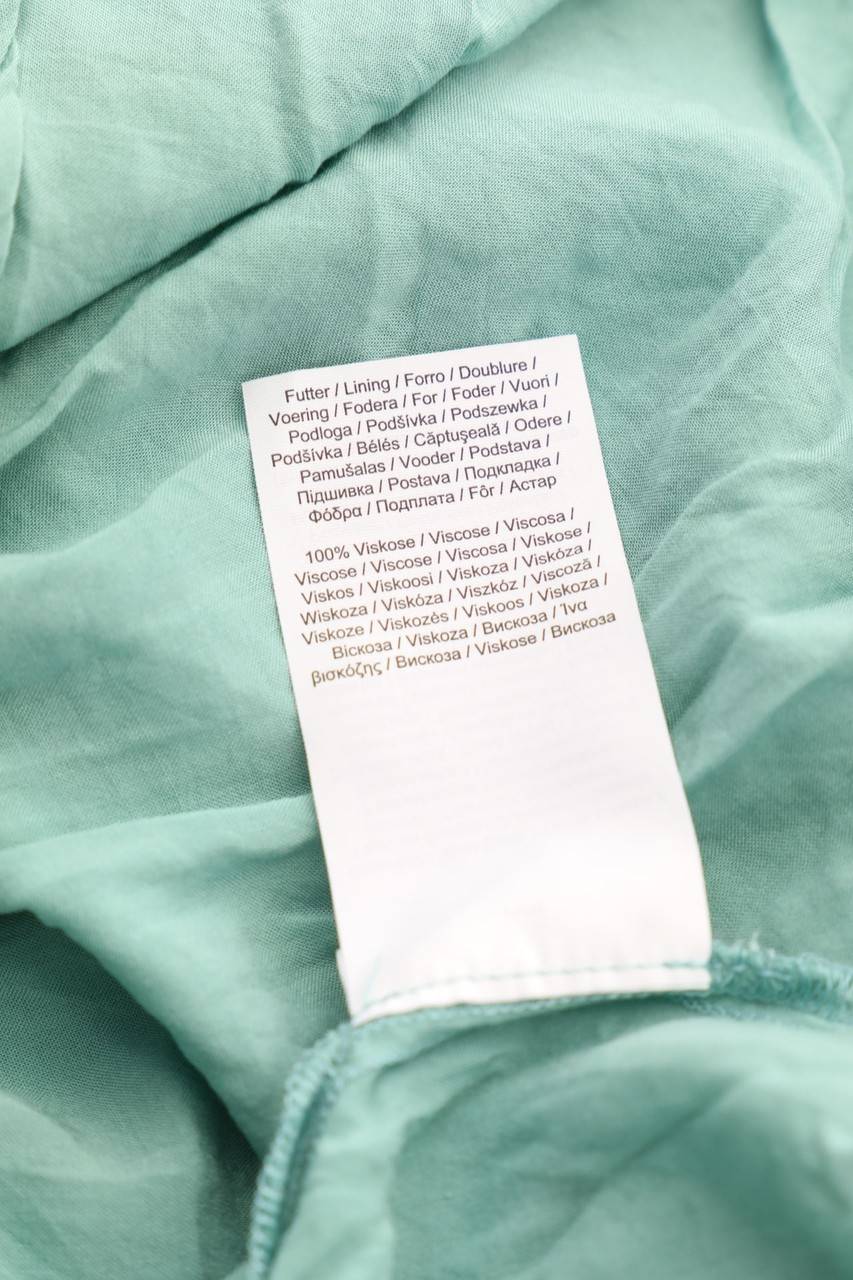 Futter / Lining / Forro / Doublure /
Voering / Fodera / For / Foder / Vuori /
Podloga / Podšívka / Podszewka /
Podšívka / Bélés / Căptuşeală / Odere /
Pamušalas / Vooder / Podstava /
Підшивка / Postava / Подкладка /
Φόδρα / Подплата / Fôr / Астар
100% Viskose / Viscose / Viscosa /
Viscose / Viscose / Viscosa / Viskose /
Viskos / Viskoosi / Viskoza / Viskóza /
Wiskoza / Viskóza / Viszkóz / Viscoză /
Viskoze / Viskozės / Viskoos / Viskoza /
Віскоза / Viskoza / Вискоза / Ίνα
βισκόζης / Вискоза / Viskose / Вискоза